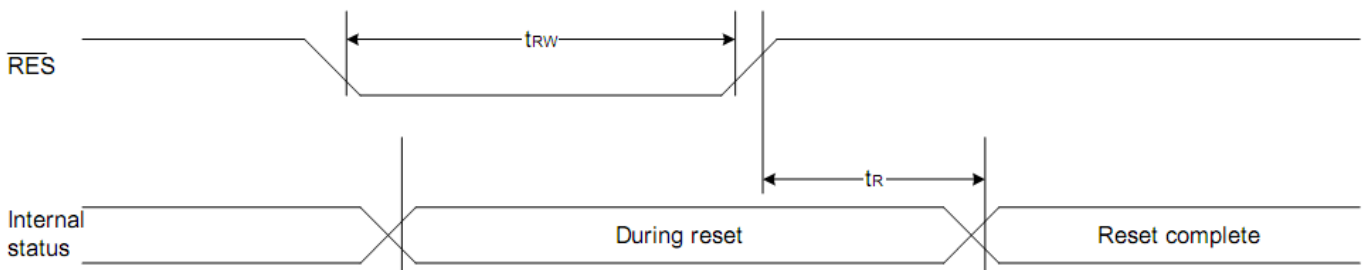 tRW
RES
tR
Internal
status
During reset
Reset complete